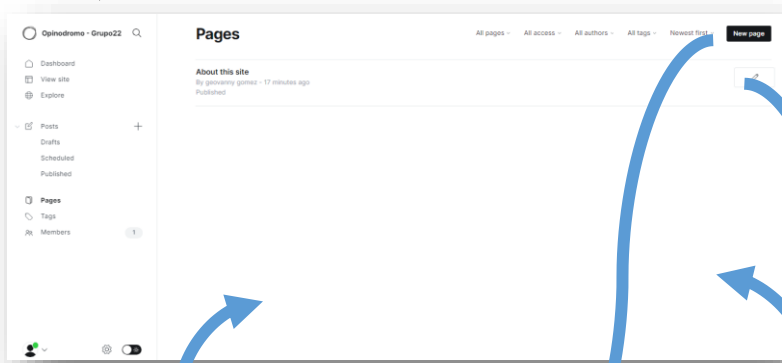 Opinodromo - Grupo22
Dashboard
View site
Explore
Posts
Drafts
Scheduled
Published
Pages
Tags
Members 1
Pages
All pages All access All authors All tags Newest first New page
About this site
By geovanny gomez - 17 minutes ago
Published